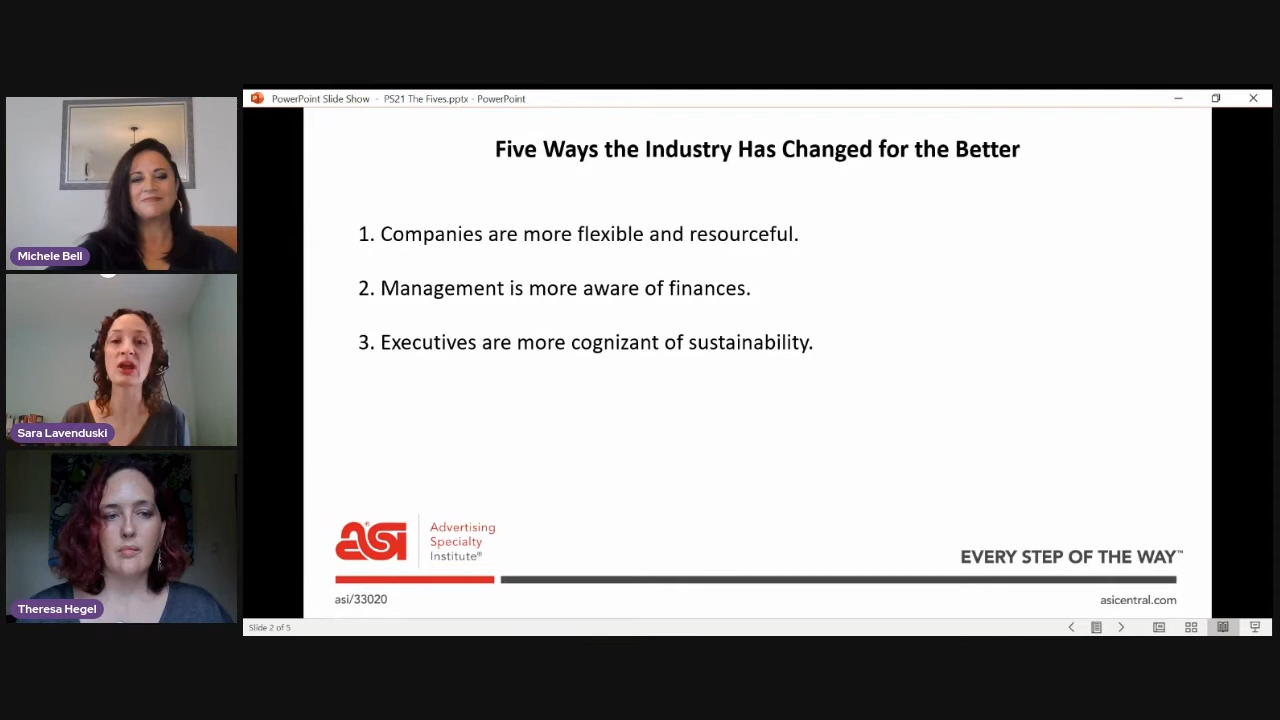 PowerPoint Slide Show - PS21 The Fives.pptx - PowerPoint
Michele Bell
Sara Lavenduski
Theresa Hegel
Five Ways the Industry Has Changed for the Better
1. Companies are more flexible and resourceful.
2. Management is more aware of finances.
3. Executives are more cognizant of sustainability.
asi®
Advertising
Specialty
Institute®
EVERY STEP OF THE WAY™
asi/33020
asicentral.com
Slide 2 of 5